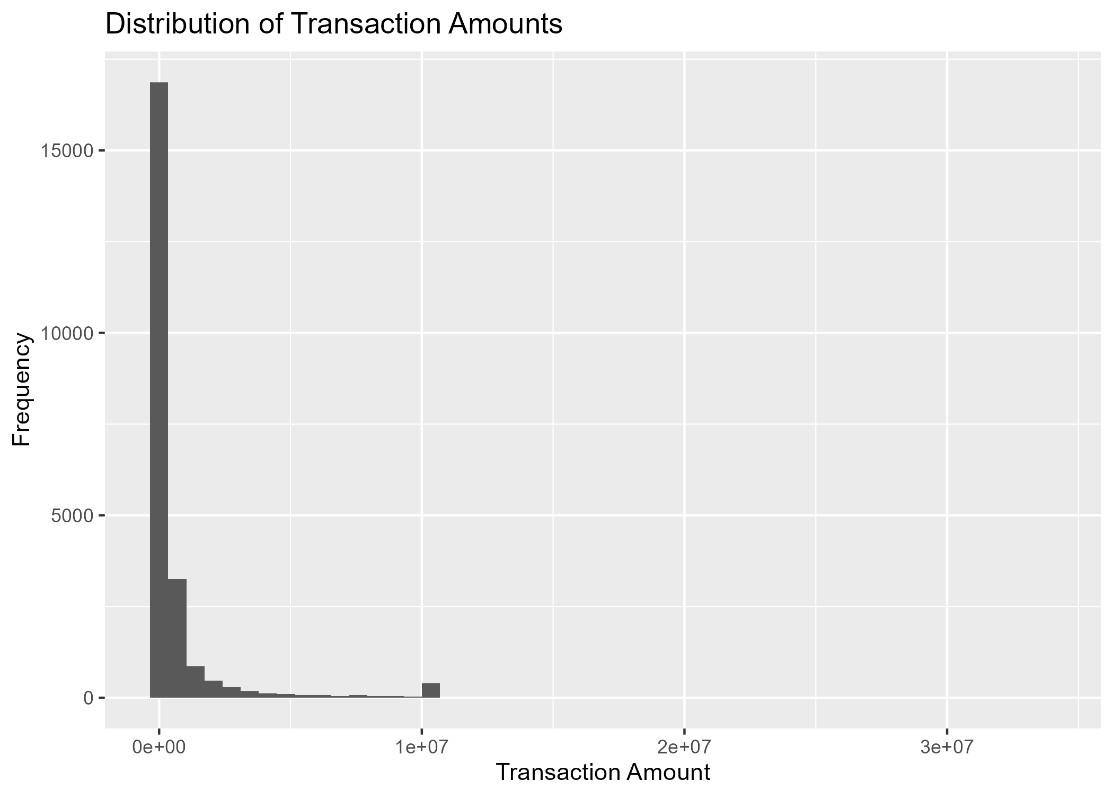 Distribution of Transaction Amounts
Frequency
15000
10000
5000
0
0e+00 1e+07 2e+07 3e+07
Transaction Amount